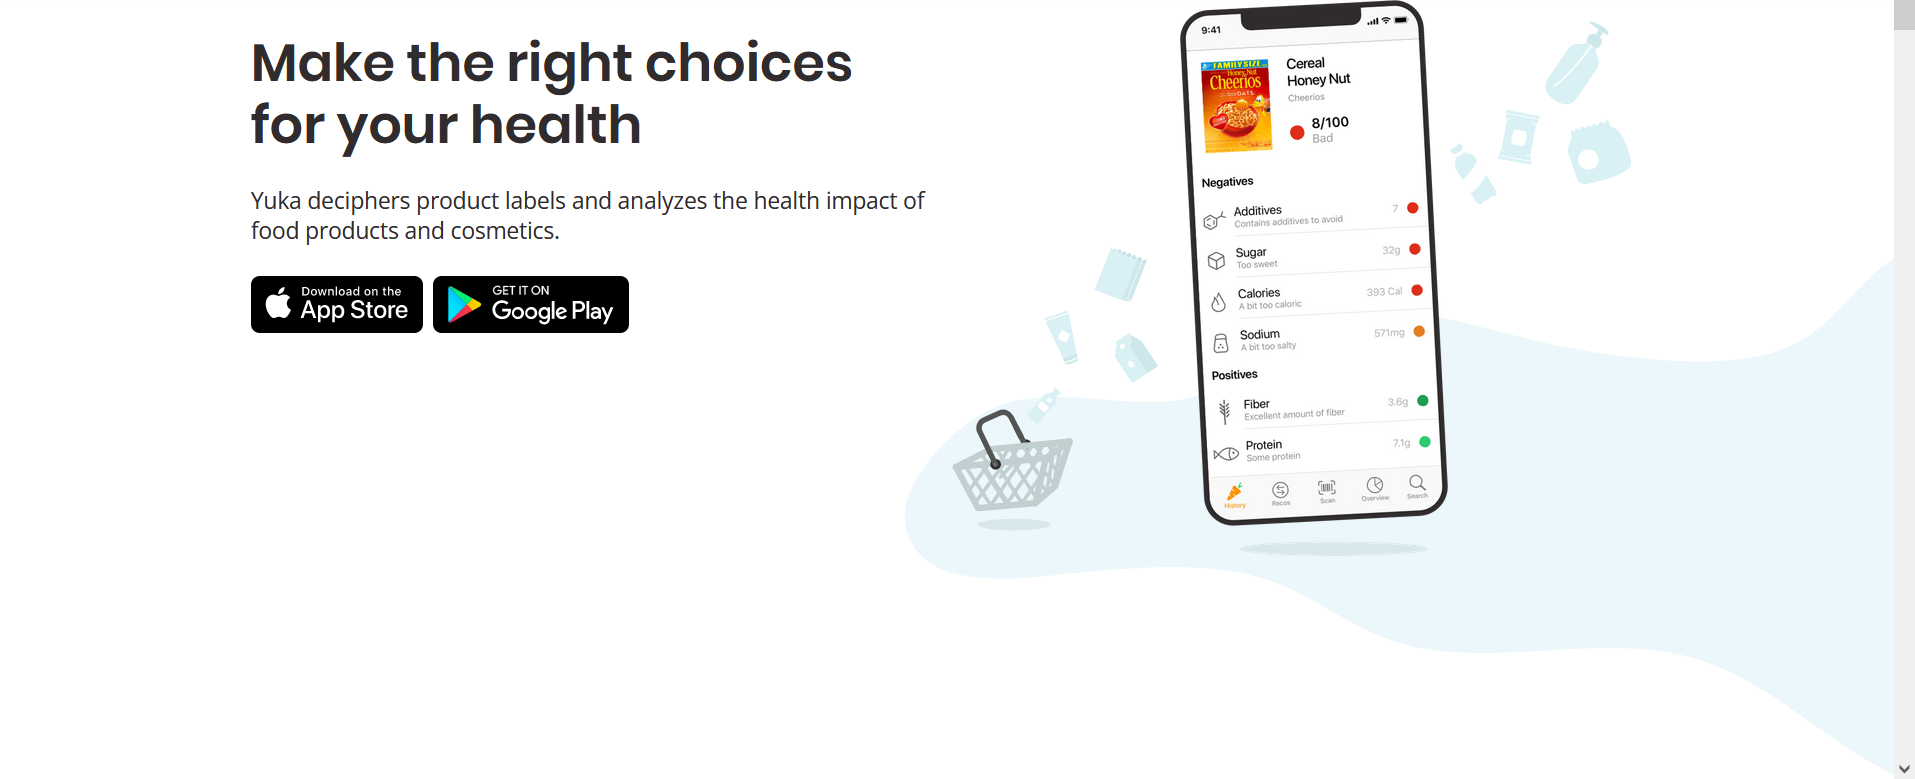 Make the right choices
for your health
Yuka deciphers product labels and analyzes the health impact of
food products and cosmetics.
Download on the
App Store
GET IT ON
Google Play
9:41
FAMILY SIZE
Honey Nut
Cheerios
OATS
Cereal
Honey Nut
Cheerios
8/100
Bad
Negatives
Additives
Contains additives to avoid
7
Sugar
Too sweet
32g
Calories
A bit too caloric
393 Cal
Sodium
A bit too salty
571mg
Positives
Fiber
Excellent amount of fiber
3.6g
Protein
Some protein
7.1g
History
Recos
Scan
Overview
Search